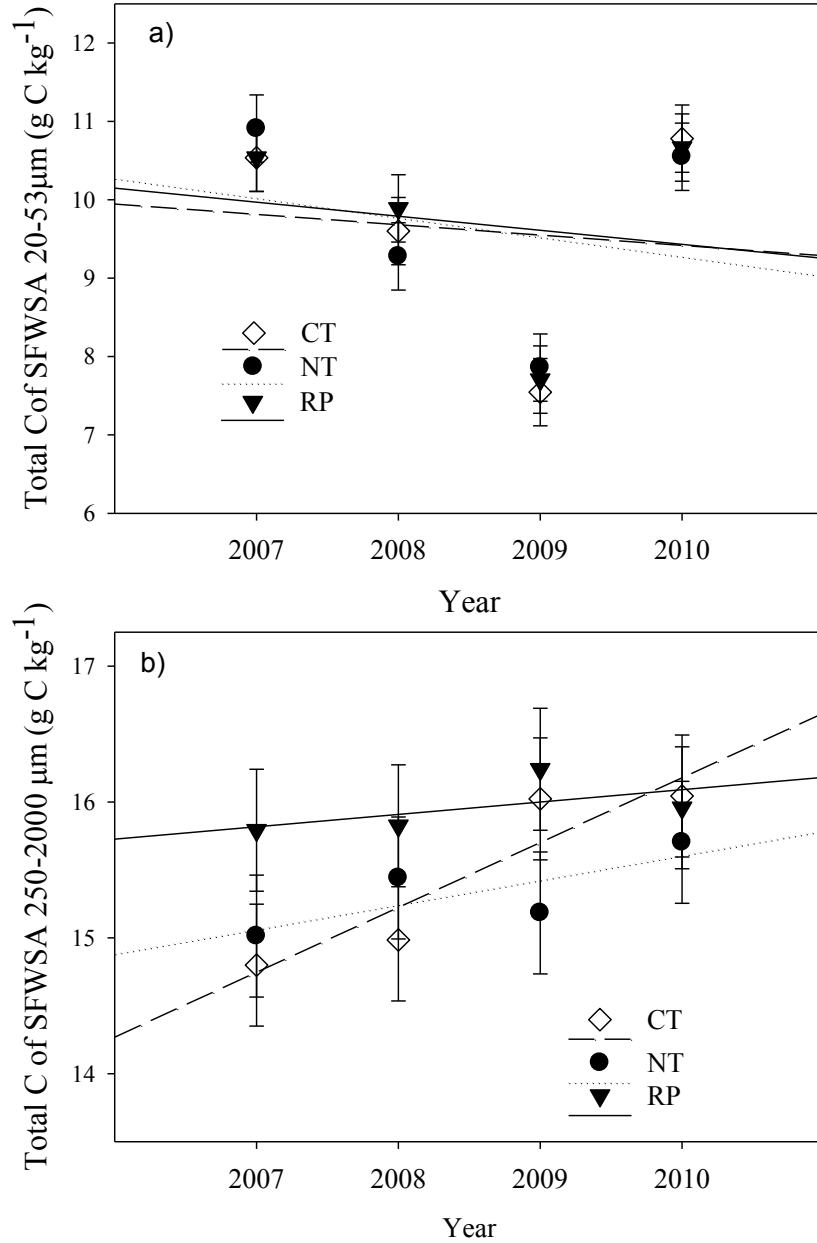 a)
Total Cof SFWSA 20-53µm (g C kg-1)
12
11
10
9
8
7
6
CT
NT
RP
2007 2008 2009 2010
Year
b)
Total C of SFWSA 250-2000 µm (g C kg-1)
17
16
15
14
CT
NT
RP
2007 2008 2009 2010
Year